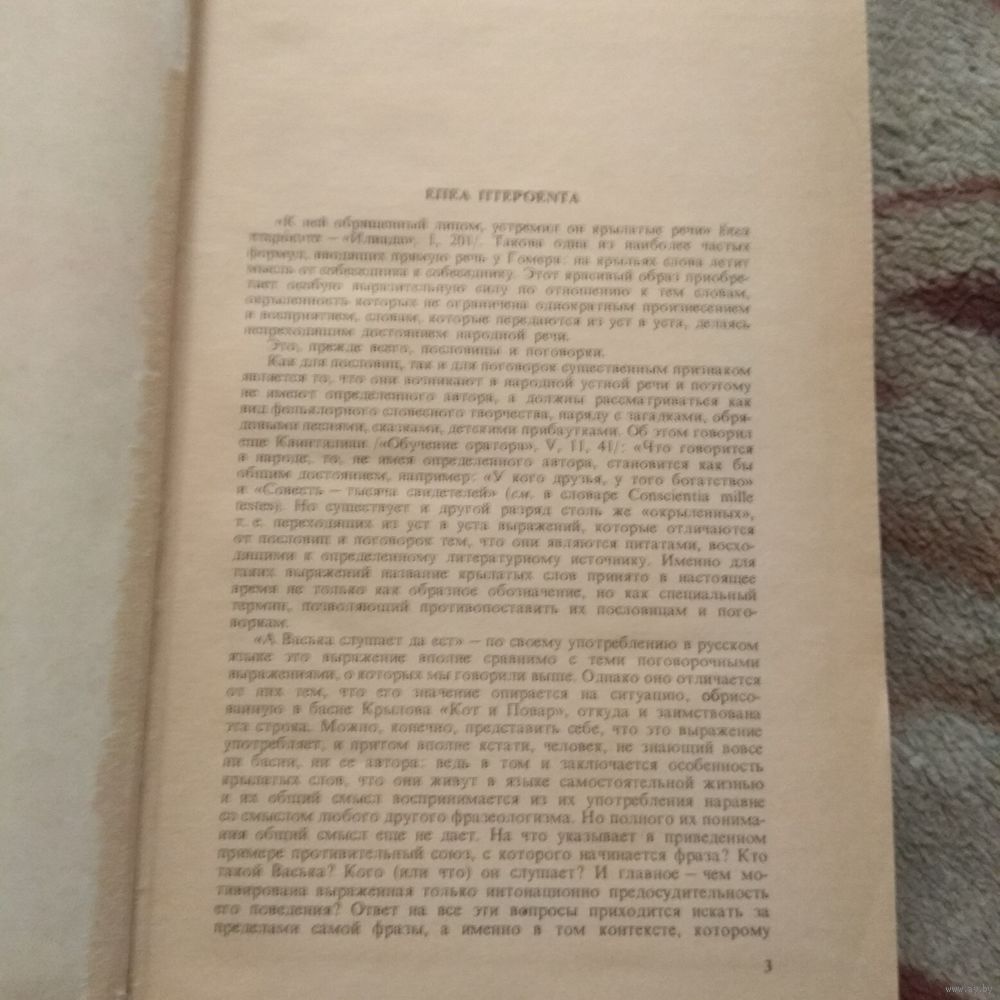 ЕПЕА ПТЕРОЕНТА
«К ней обращенный лицом, устремил он крылатые речи»
– «Илиада», I, 201/. Такова одна из наиболее частых
формул, вводящих прямую речь у Гомера: на крыльях слова летит
мысль от собеседника к собеседнику. Этот красивый образ приобре-
тает особую выразительную силу по отношению к тем словам,
окрыленность которых не ограничена однократным произнесением
и восприятием, словам, которые передаются из уст в уста, делаясь
непреходящим достоянием народной речи.
Это, прежде всего, пословицы и поговорки.
Как для пословиц, так и для поговорок существенным признаком
является то, что они возникают в народной устной речи и поэтому
не имеют определенного автора, а должны рассматриваться как
вид фольклорного словесного творчества, наряду с загадками, обря-
довыми песнями, сказками, детскими прибаутками. Об этом говорил
еще Квинтилиан /«Обучение оратора», V, 11, 41/: «Что говорится
в народе, то, не имея определенного автора, становится как бы
общим достоянием, например: «У кого друзья, у того богатство»
и «Совесть – тысяча свидетелей» (см. в словаре Conscientia mille
testes). Но существует и другой разряд столь же «окрыленных»,
т. е. переходящих из уст в уста выражений, которые отличаются
от пословиц и поговорок тем, что они являются цитатами, восхо-
дящими к определенному литературному источнику. Именно для
таких выражений название крылатых слов принято в настоящее
время не только как образное обозначение, но как специальный
термин, позволяющий противопоставить их пословицам и пого-
воркам.
«А Васька слушает да ест» – по своему употреблению в русском
языке это выражение вполне сравнимо с теми поговорочными
выражениями, о которых мы говорили выше. Однако оно отличается
от них тем, что его значение опирается на ситуацию, обрисо-
ванную в басне Крылова «Кот и Повар», откуда и заимствована
эта строка. Можно, конечно, представить себе, что это выражение
употребляет, и притом вполне кстати, человек, не знающий вовсе
ни басни, ни ее автора: ведь в том и заключается особенность
крылатых слов, что они живут в языке самостоятельной жизнью
и их общий смысл воспринимается из их употребления наравне
со смыслом любого другого фразеологизма. Но полного их понима-
ния общий смысл еще не дает. На что указывает в приведенном
примере противительный союз, с которого начинается фраза? Кто
такой Васька? Кого (или что) он слушает? И главное – чем мо-
тивирована выраженная только интонационно предосудительность
его поведения? Ответ на все эти вопросы приходится искать за
пределами самой фразы, а именно в том контексте, которому
3
www.ay.by